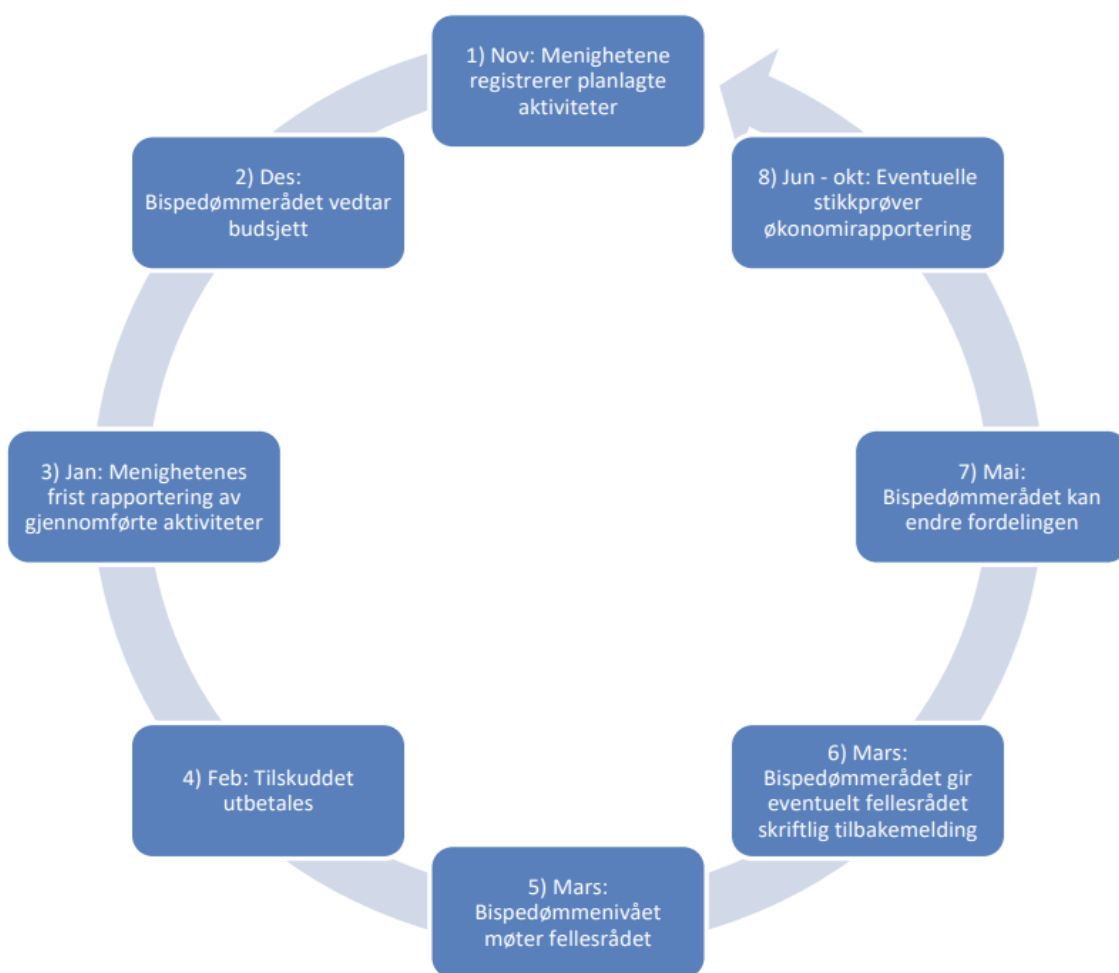 1) Nov: Menighetene
registrerer planlagte
aktiviteter
2) Des:
Bispedømmerådet vedtar
budsjett
3) Jan: Menighetenes
frist rapportering av
gjennomførte aktiviteter
4) Feb: Tilskuddet
utbetales
5) Mars:
Bispedømmenivået
møter fellesrådet
6) Mars:
Bispedømmerådet gir
eventuelt fellesrådet
skriftlig tilbakemelding
7) Mai:
Bispedømmerådet kan
endre fordelingen
8) Jun - okt: Eventuelle
stikkprøver
økonomirapportering